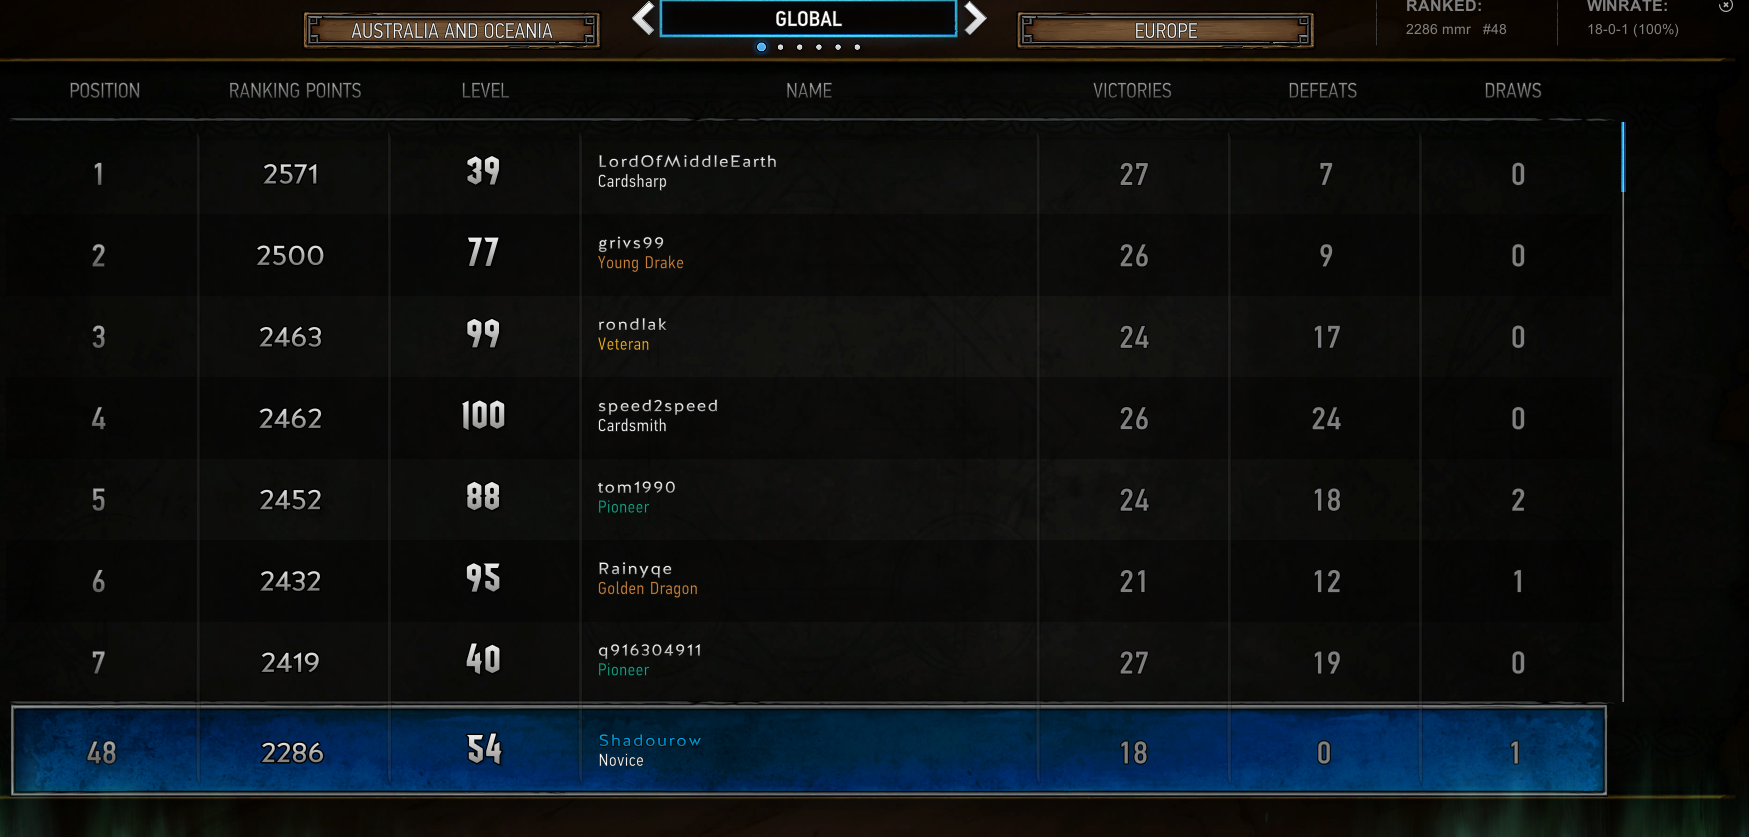 AUSTRALIA AND OCEANIA
GLOBAL
EUROPE
RANKED:
2286 mmr #48
WINRATE:
18-0-1 (100%)
POSITION RANKING POINTS LEVEL NAME VICTORIES DEFEATS DRAWS
1 2571 39 LordOfMiddleEarth 27 7 0
Cardsharp
2 2500 77 grivs99 26 9 0
Young Drake
3 2463 99 rondlak 24 17 0
Veteran
4 2462 100 speed2speed 26 24 0
Cardsmith
5 2452 88 tom1990 24 18 2
Pioneer
6 2432 95 Rainyqe 21 12 1
Golden Dragon
7 2419 40 q916304911 27 19 0
Pioneer
48 2286 54 Shadourow 18 0 1
Novice